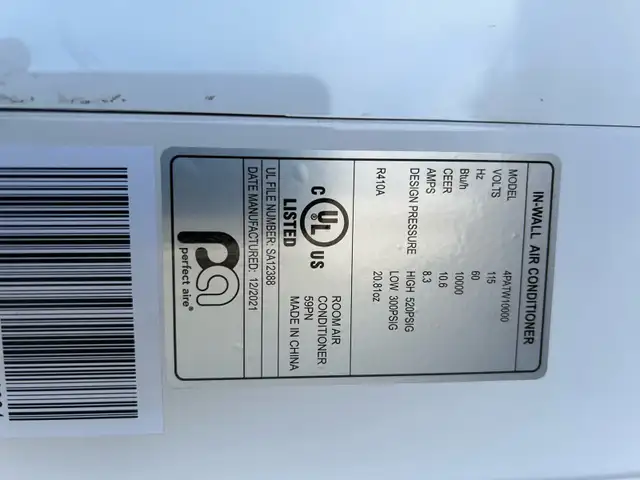 IN-WALL AIR CONDITIONER
MODEL 4PATW10000
VOLTS 115
Hz 60
Btu/h 10000
CEER 10.6
AMPS 8.3
DESIGN PRESSURE HIGH 520PSIG
LOW 300PSIG
R410A 20.81oz
C UL US
®
LISTED
ROOM AIR
CONDITIONER
59PN
MADE IN CHINA
UL FILE NUMBER: SA12388
DATE MANUFACTURED: 12/2021
pa
perfect aire®